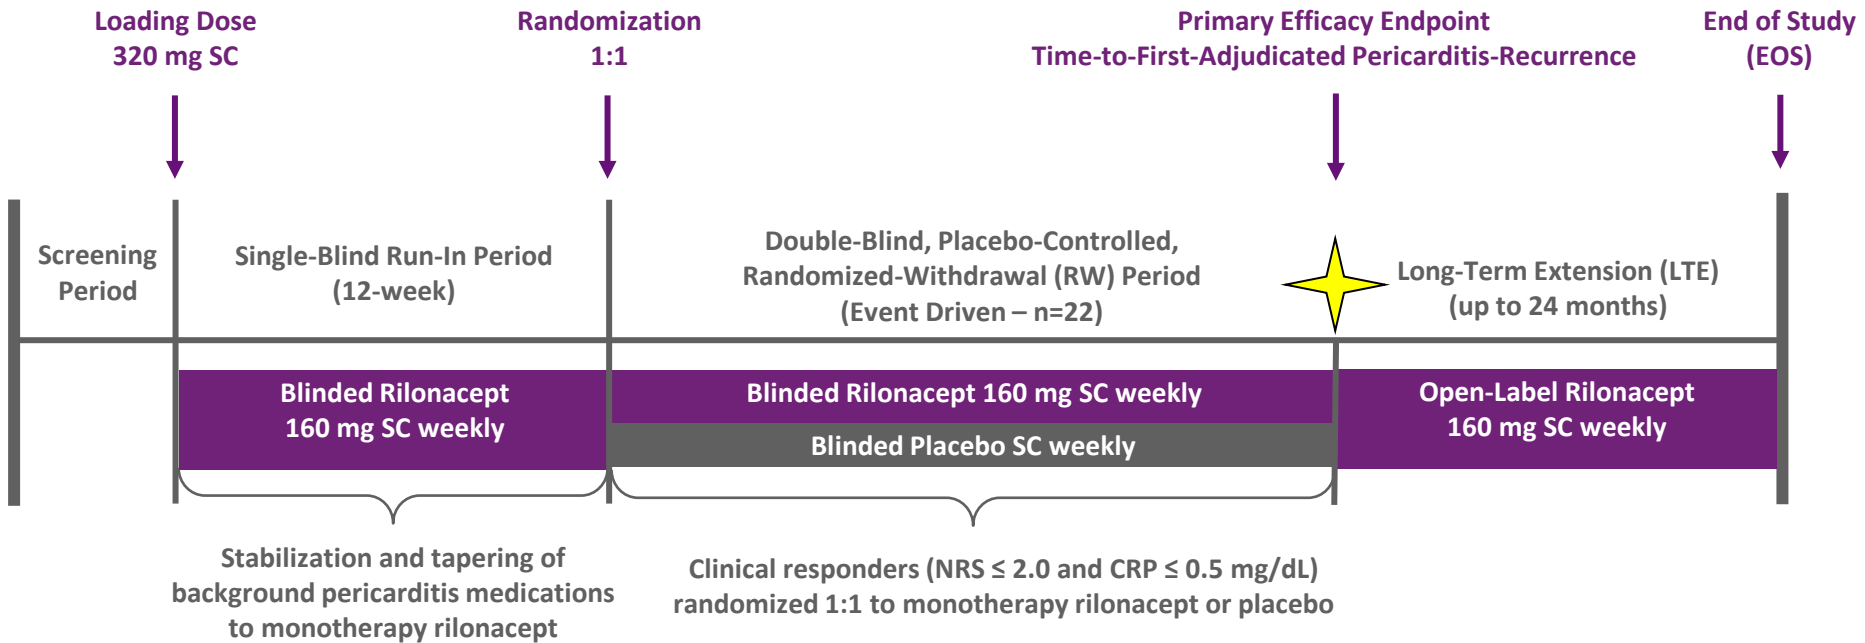 Loading Dose
320 mg SC
Randomization
1:1
Primary Efficacy Endpoint
Time-to-First-Adjudicated Pericarditis-Recurrence
End of Study
(EOS)
Screening
Period
Single-Blind Run-In Period
(12-week)
Double-Blind, Placebo-Controlled,
Randomized-Withdrawal (RW) Period
(Event Driven – n=22)
Long-Term Extension (LTE)
(up to 24 months)
Blinded Rilonacept
160 mg SC weekly
Blinded Rilonacept 160 mg SC weekly
Blinded Placebo SC weekly
Open-Label Rilonacept
160 mg SC weekly
Stabilization and tapering of
background pericarditis medications
to monotherapy rilonacept
Clinical responders (NRS ≤ 2.0 and CRP ≤ 0.5 mg/dL)
randomized 1:1 to monotherapy rilonacept or placebo